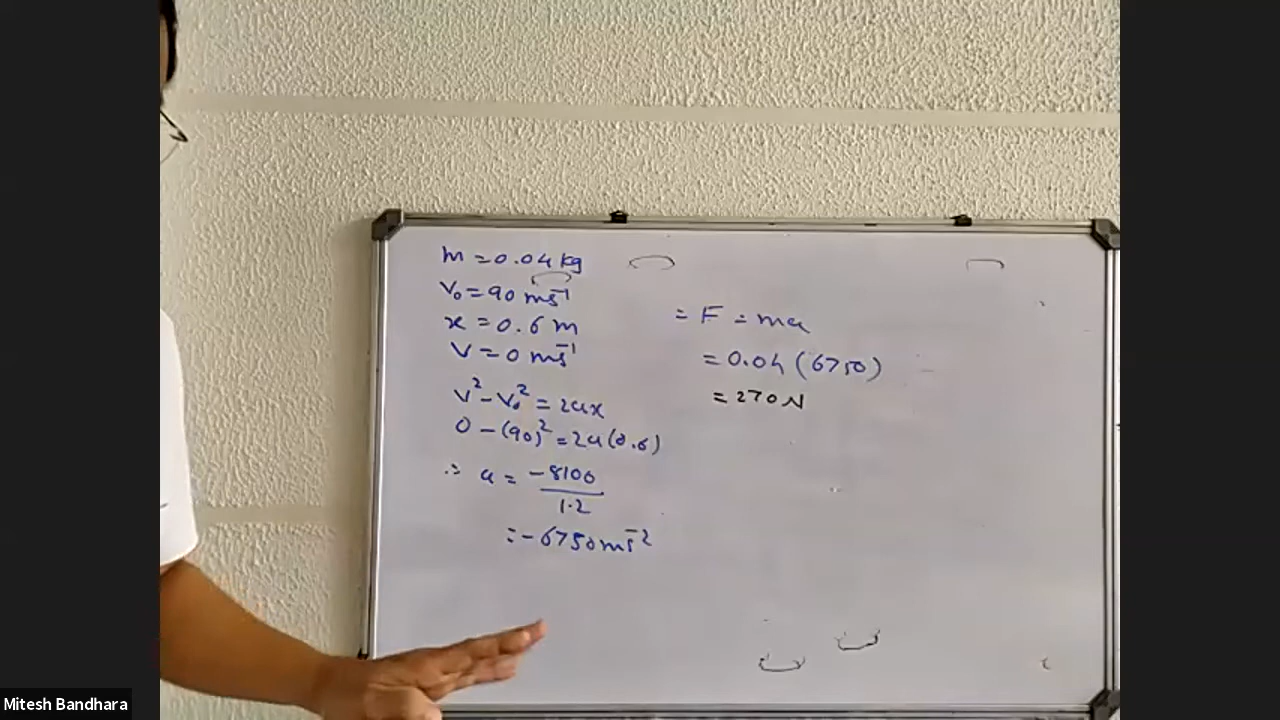 m = 0.04 kg
v₀ = 90 ms⁻¹
x = 0.6 m
v = 0 ms⁻¹
v² - v₀² = 2ax
0 - (90)² = 2a(0.6)
∴ a = -8100 / 1.2
= -6750 ms⁻²
= F = ma
= 0.04 (6750)
= 270 N
Mitesh Bandhara